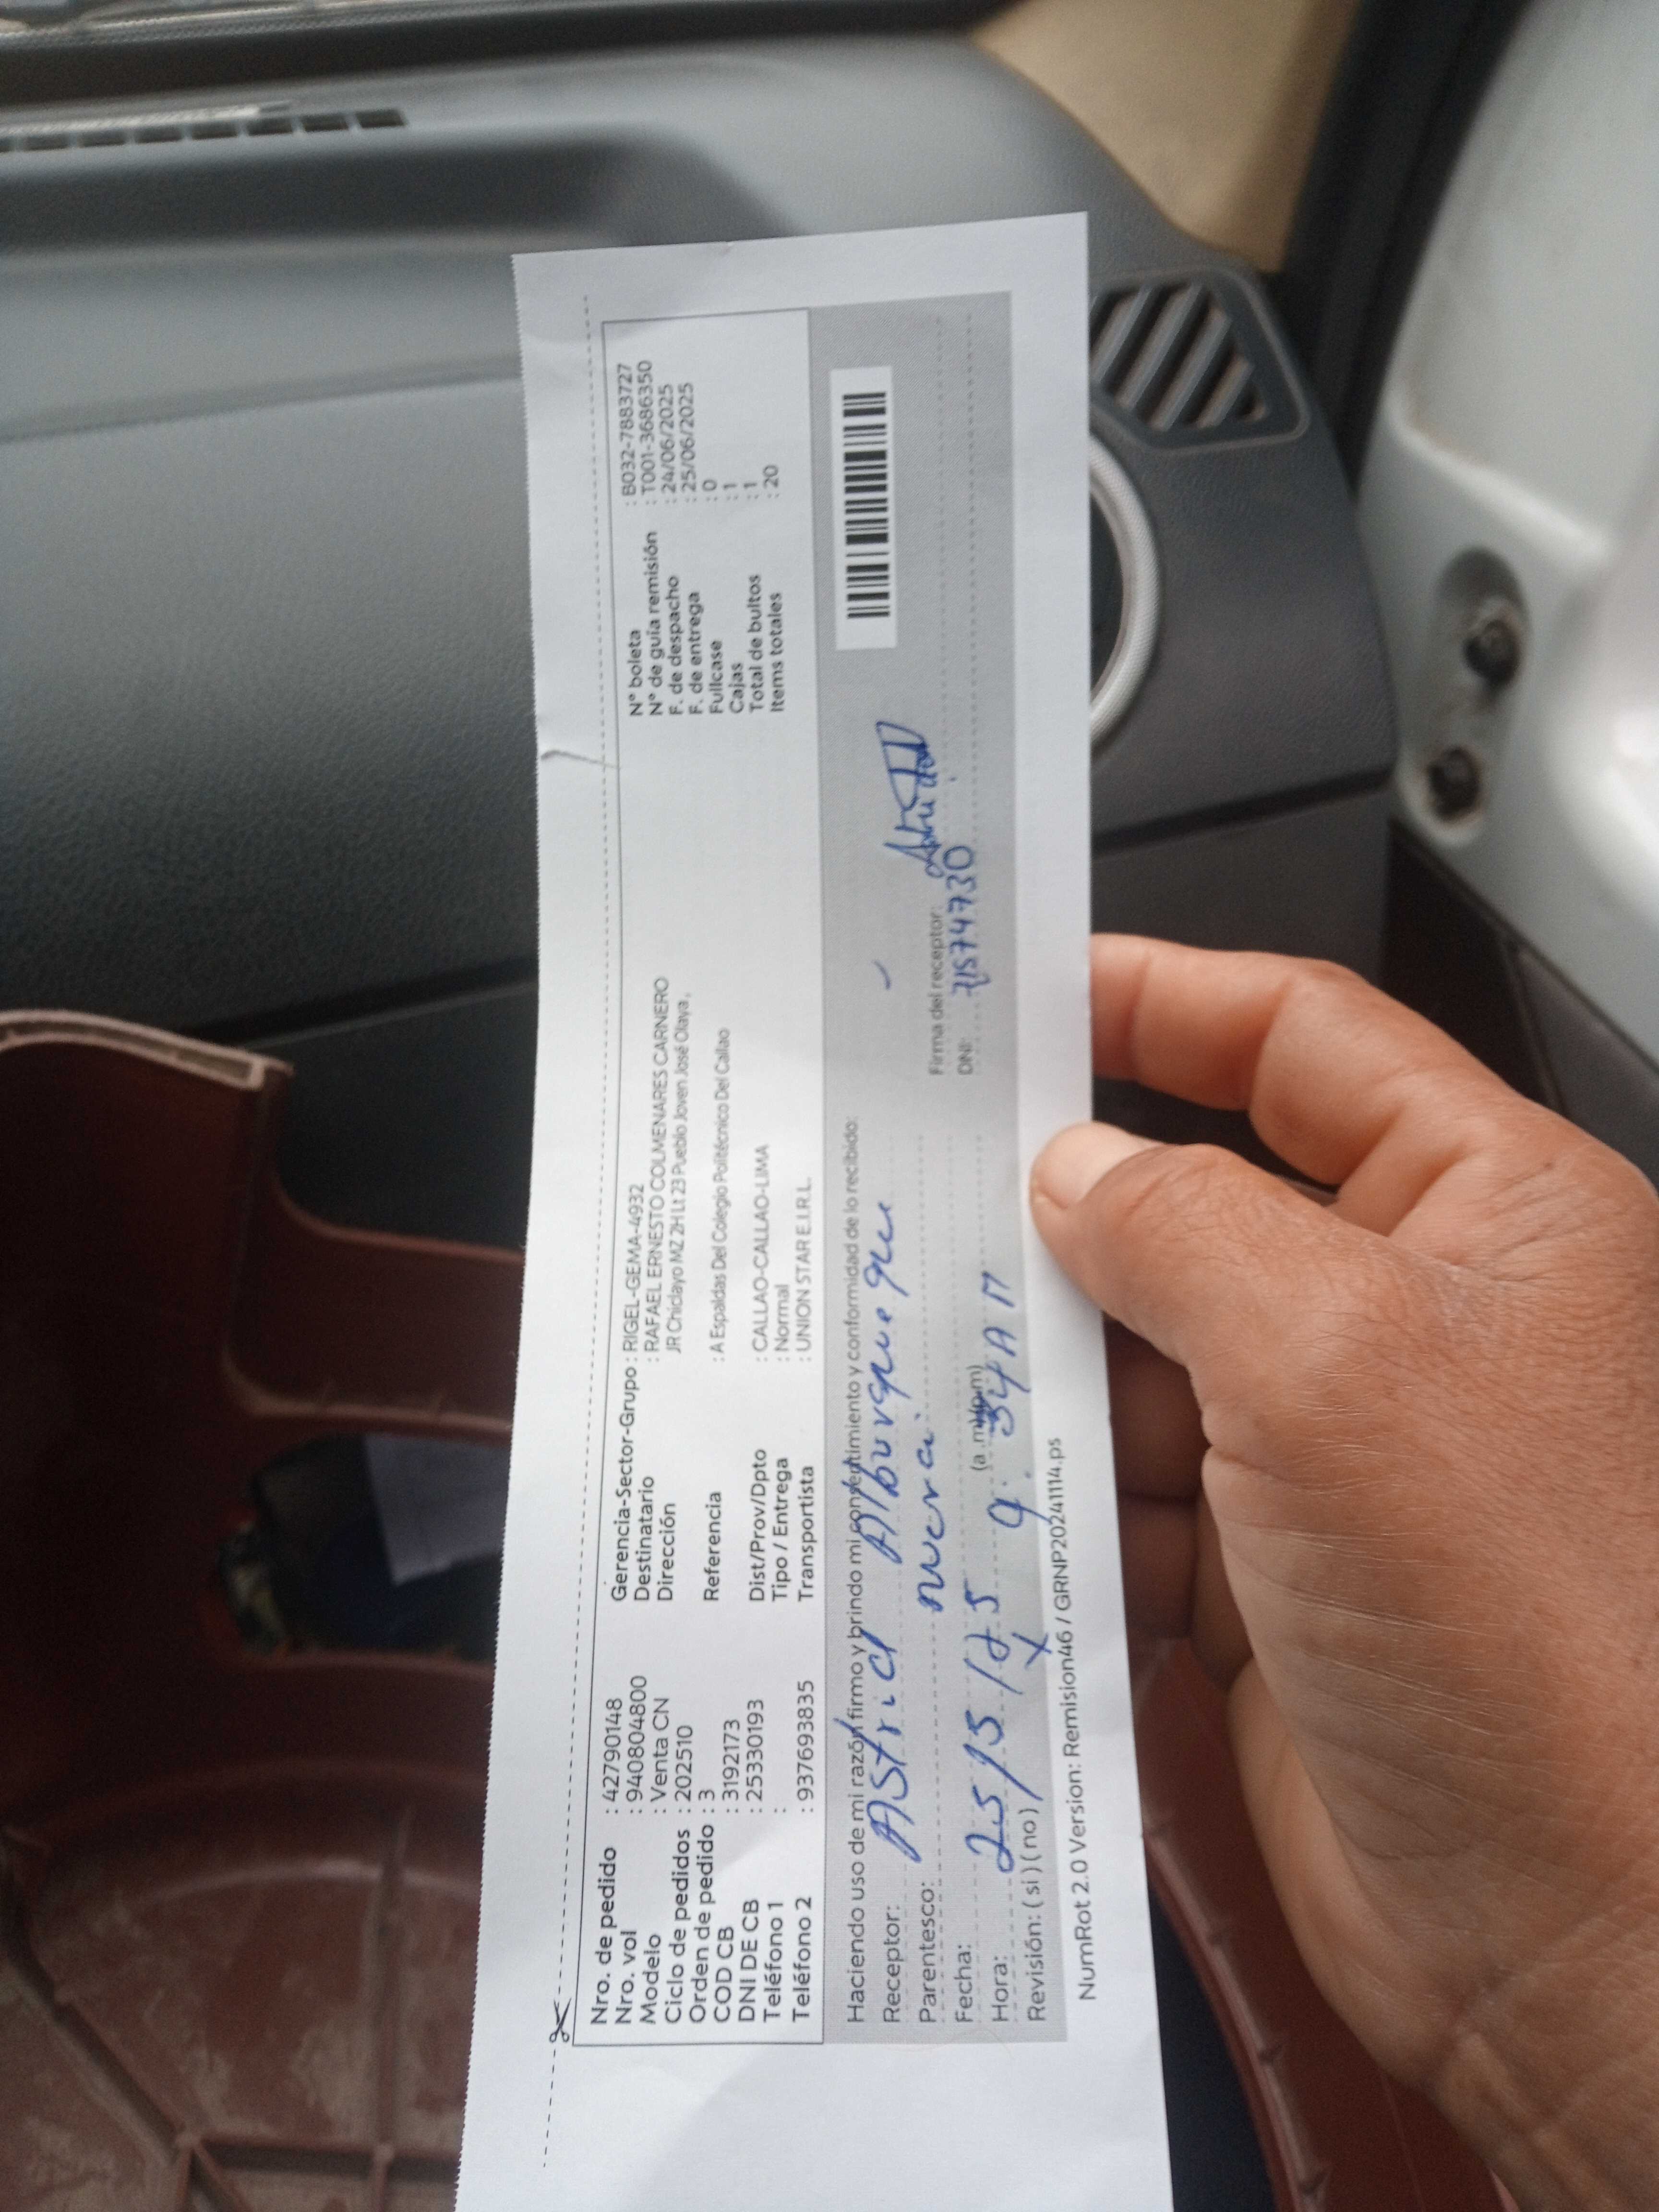 Nro. de pedido : 42790148
Nro. vol : 940804800
Modelo : Venta CN
Ciclo de pedidos : 202510
Orden de pedido : 3
COD CB : 3192173
DNI DE CB : 25330193
Teléfono 1 :
Teléfono 2 : 937693835
Gerencia-Sector-Grupo : RIGEL-GEMA-4932
Destinatario : RAFAEL ERNESTO COLMENARES CARNERO
Dirección JR Chiclayo MZ 2H Lt 23 Pueblo Joven José Olaya,
Referencia : A Espaldas Del Colegio Politécnico Del Callao
Dist/Prov/Dpto : CALLAO-CALLAO-LIMA
Tipo / Entrega : Normal
Transportista : UNION STAR E.I.R.L.
N° boleta : B032-7883727
N° de guía remisión : T001-3686350
F. de despacho : 24/06/2025
F. de entrega : 25/06/2025
Fullcase : 0
Cajas : 1
Total de bultos : 1
Items totales : 20
Haciendo uso de mi razón firmo y brindo mi consentimiento y conformidad de lo recibido:
Receptor: Astrid Alburqueque
Parentesco: nuera
Fecha: 25/5/25
Hora: 9:34 AM (a.m)(p.m)
Revisión: ( si ) ( no ) X
Firma del receptor:
DNI: 71574730
NumRot 2.0 Version: Remision46 / GRNP20241114.ps